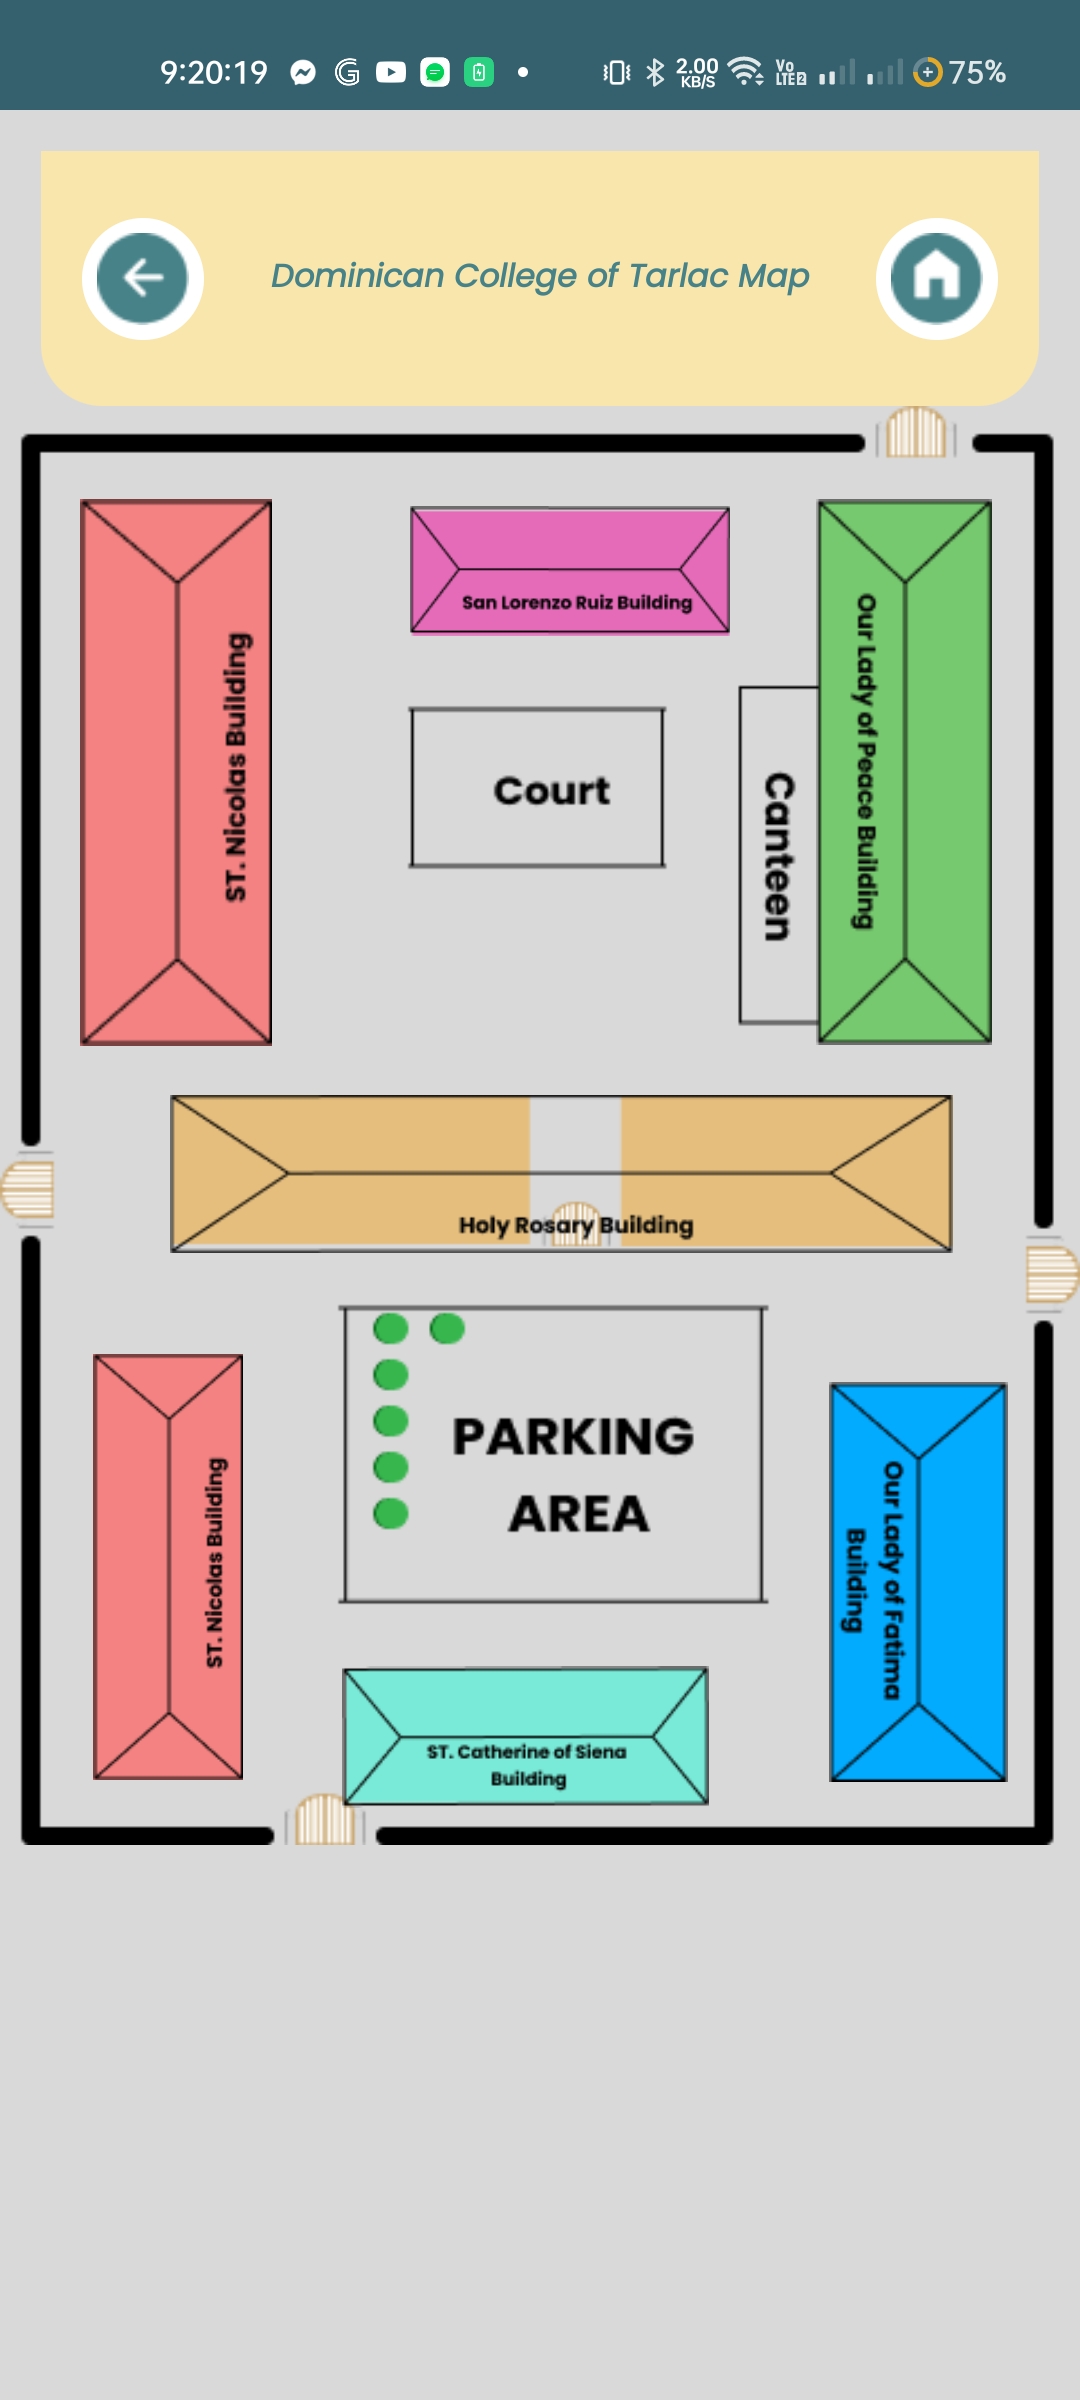 9:20:19
2.00
KB/S
Vo
LTE2
75%
Dominican College of Tarlac Map
San Lorenzo Ruiz Building
ST. Nicolas Building
Our Lady of Peace Building
Court
Canteen
Holy Rosary Building
PARKING
AREA
ST. Nicolas Building
Our Lady of Fatima
Building
ST. Catherine of Siena
Building